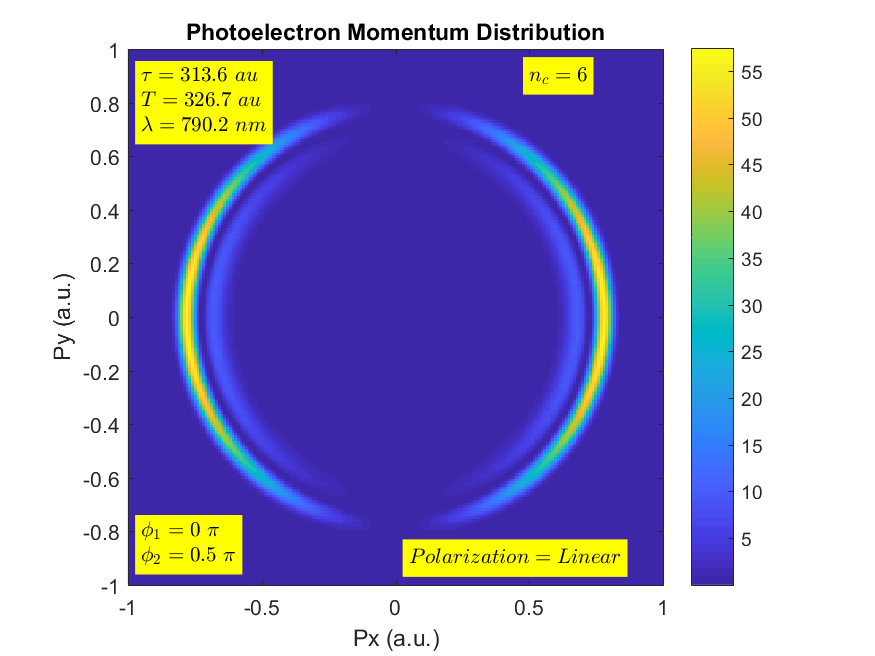 Photoelectron Momentum Distribution
τ = 313.6 au
T = 326.7 au
λ = 790.2 nm
n_c = 6
ϕ_1 = 0 π
ϕ_2 = 0.5 π
Polarization = Linear
1
0.8
0.6
0.4
0.2
0
-0.2
-0.4
-0.6
-0.8
-1
Py (a.u.)
-1
-0.5
0
0.5
1
Px (a.u.)
55
50
45
40
35
30
25
20
15
10
5